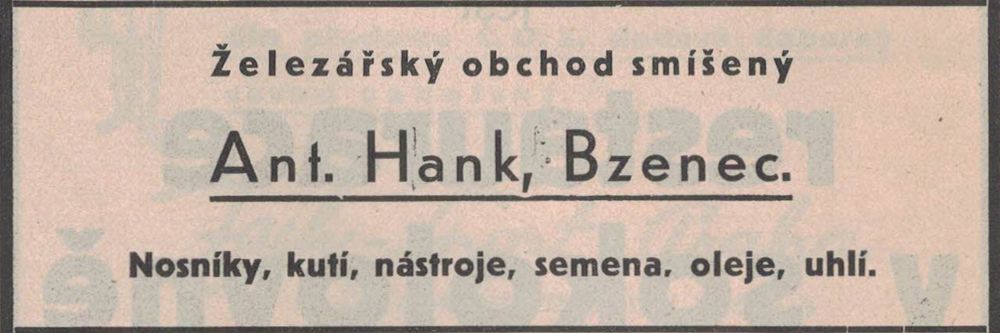 Železářský obchod smíšený
Ant. Hank, Bzenec.
Nosníky, kutí, nástroje, semena, oleje, uhlí.